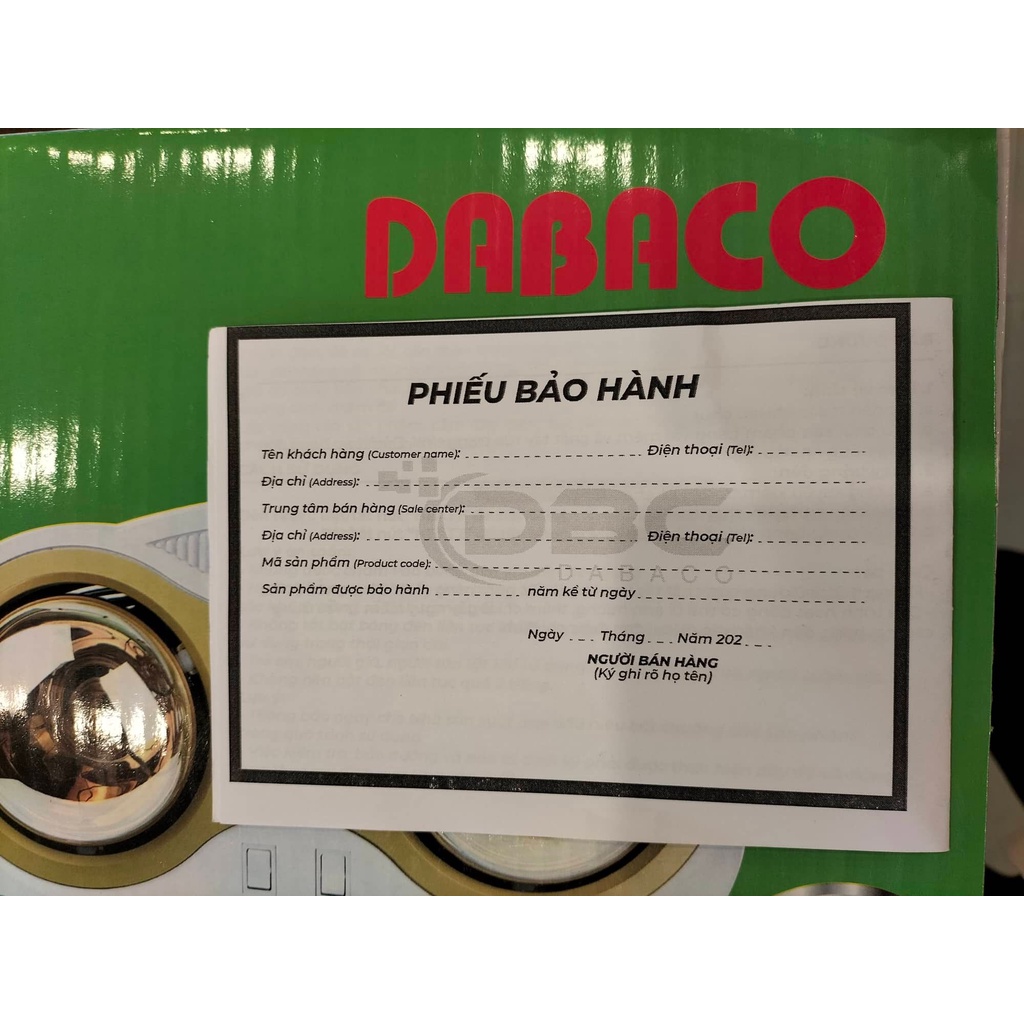 DABACO
PHIẾU BẢO HÀNH
Tên khách hàng (Customer name): Điện thoại (Tel):
Địa chỉ (Address):
Trung tâm bán hàng (Sale center):
Địa chỉ (Address): Điện thoại (Tel):
Mã sản phẩm (Product code):
Sản phẩm được bảo hành năm kể từ ngày
DBC
DABACO
Ngày Tháng Năm 202
NGƯỜI BÁN HÀNG
(Ký ghi rõ họ tên)